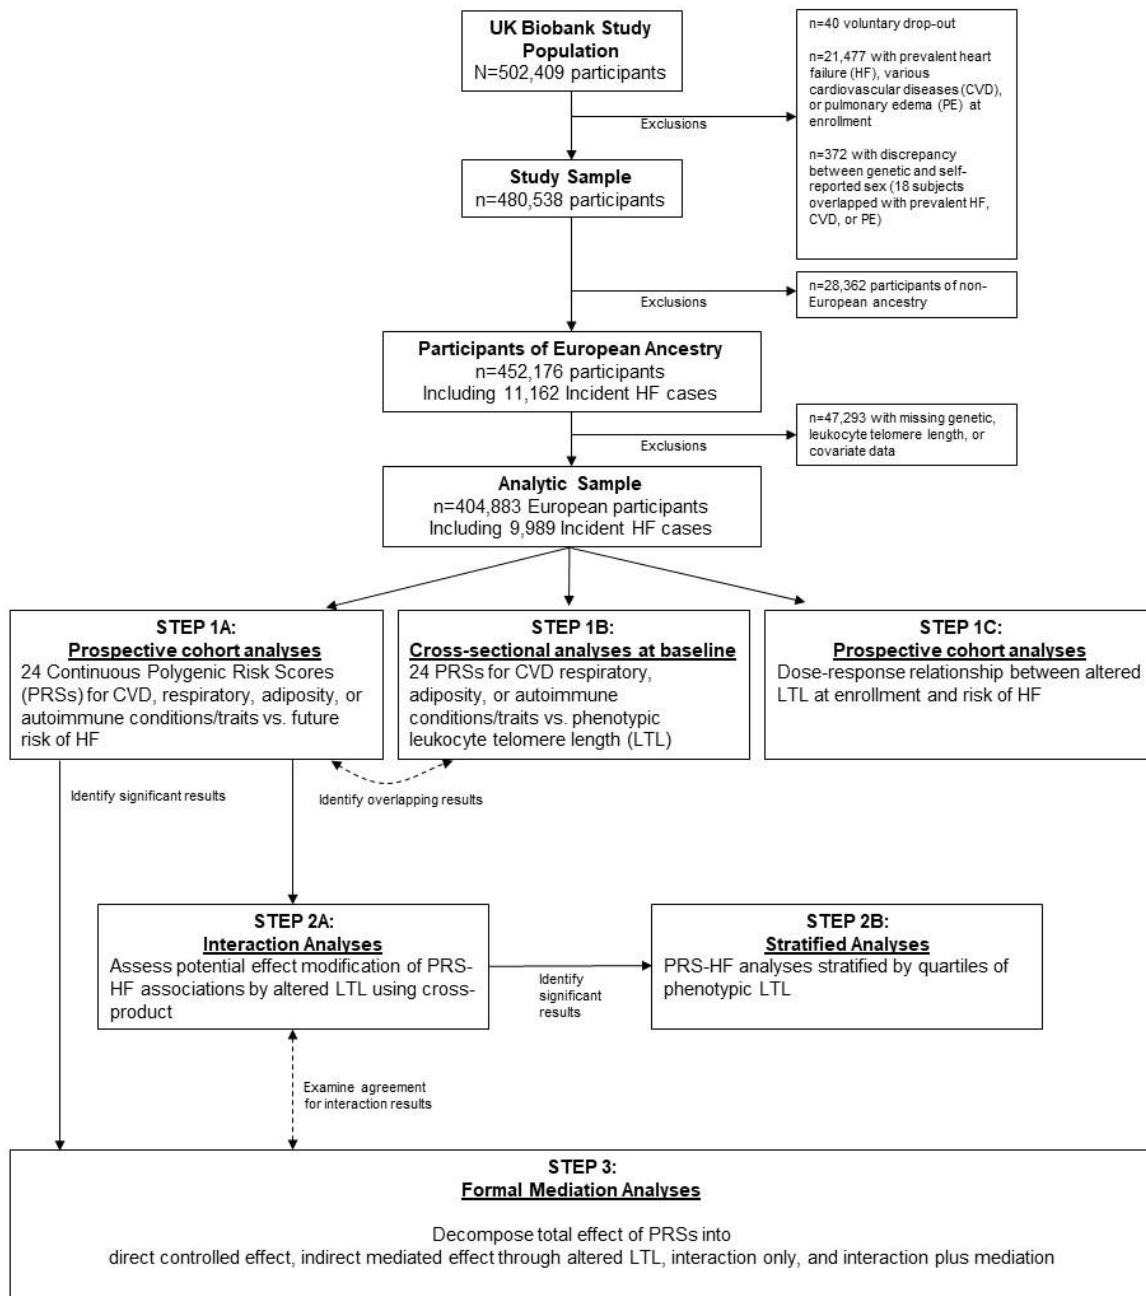 UK Biobank Study
Population
N=502,409 participants
n=40 voluntary drop-out
n=21,477 with prevalent heart
failure (HF), various
cardiovascular diseases (CVD),
or pulmonary edema (PE) at
enrollment
n=372 with discrepancy
between genetic and self-
reported sex (18 subjects
overlapped with prevalent HF,
CVD, or PE)
Exclusions
Study Sample
n=480,538 participants
Exclusions
n=28,362 participants of non-
European ancestry
Participants of European Ancestry
n=452,176 participants
Including 11,162 Incident HF cases
Exclusions
n=47,293 with missing genetic,
leukocyte telomere length, or
covariate data
Analytic Sample
n=404,883 European participants
Including 9,989 Incident HF cases
STEP 1A:
Prospective cohort analyses
24 Continuous Polygenic Risk Scores
(PRSs) for CVD, respiratory, adiposity, or
autoimmune conditions/traits vs. future
risk of HF
STEP 1B:
Cross-sectional analyses at baseline
24 PRSs for CVD respiratory,
adiposity, or autoimmune
conditions/traits vs. phenotypic
leukocyte telomere length (LTL)
STEP 1C:
Prospective cohort analyses
Dose-response relationship between altered
LTL at enrollment and risk of HF
Identify significant results
Identify overlapping results
STEP 2A:
Interaction Analyses
Assess potential effect modification of PRS-
HF associations by altered LTL using cross-
product
Identify
significant
results
STEP 2B:
Stratified Analyses
PRS-HF analyses stratified by quartiles of
phenotypic LTL
Examine agreement
for interaction results
STEP 3:
Formal Mediation Analyses
Decompose total effect of PRSs into
direct controlled effect, indirect mediated effect through altered LTL, interaction only, and interaction plus mediation